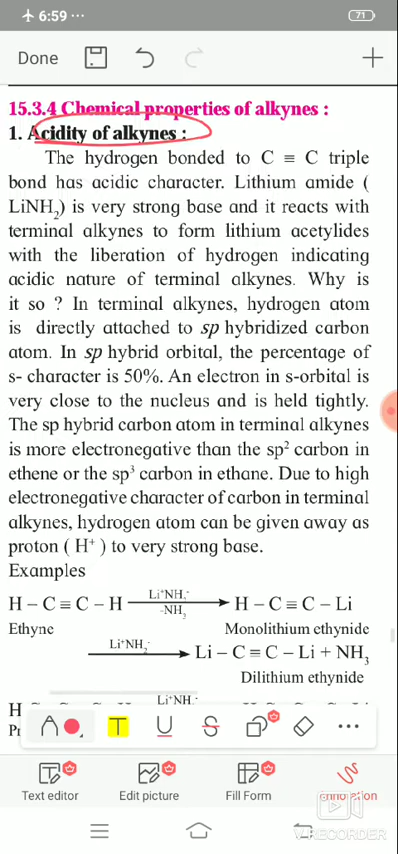 6:59 ...
71
Done
15.3.4 Chemical properties of alkynes :
1. Acidity of alkynes :
The hydrogen bonded to C ≡ C triple
bond has acidic character. Lithium amide (
LiNH₂) is very strong base and it reacts with
terminal alkynes to form lithium acetylides
with the liberation of hydrogen indicating
acidic nature of terminal alkynes. Why is
it so ? In terminal alkynes, hydrogen atom
is directly attached to sp hybridized carbon
atom. In sp hybrid orbital, the percentage of
s- character is 50%. An electron in s-orbital is
very close to the nucleus and is held tightly.
The sp hybrid carbon atom in terminal alkynes
is more electronegative than the sp² carbon in
ethene or the sp³ carbon in ethane. Due to high
electronegative character of carbon in terminal
alkynes, hydrogen atom can be given away as
proton ( H⁺ ) to very strong base.
Examples
Li⁺NH₂⁻
H – C ≡ C – H ⟶ H – C ≡ C – Li
-NH₃
Ethyne Monolithium ethynide
Li⁺NH₂⁻
⟶ Li – C ≡ C – Li + NH₃
Dilithium ethynide
Li⁺NH₂⁻
H
Pr
T U S
Text editor Edit picture Fill Form Annotation
V RECORDER